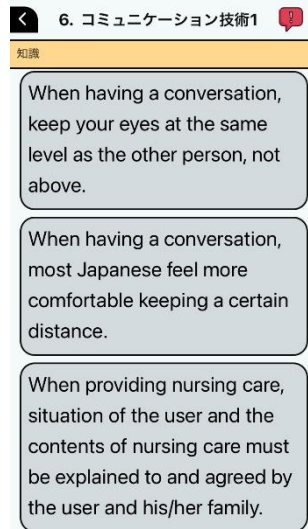 6. コミュニケーション技術1
知識
When having a conversation,
keep your eyes at the same
level as the other person, not
above.
When having a conversation,
most Japanese feel more
comfortable keeping a certain
distance.
When providing nursing care,
situation of the user and the
contents of nursing care must
be explained to and agreed by
the user and his/her family.